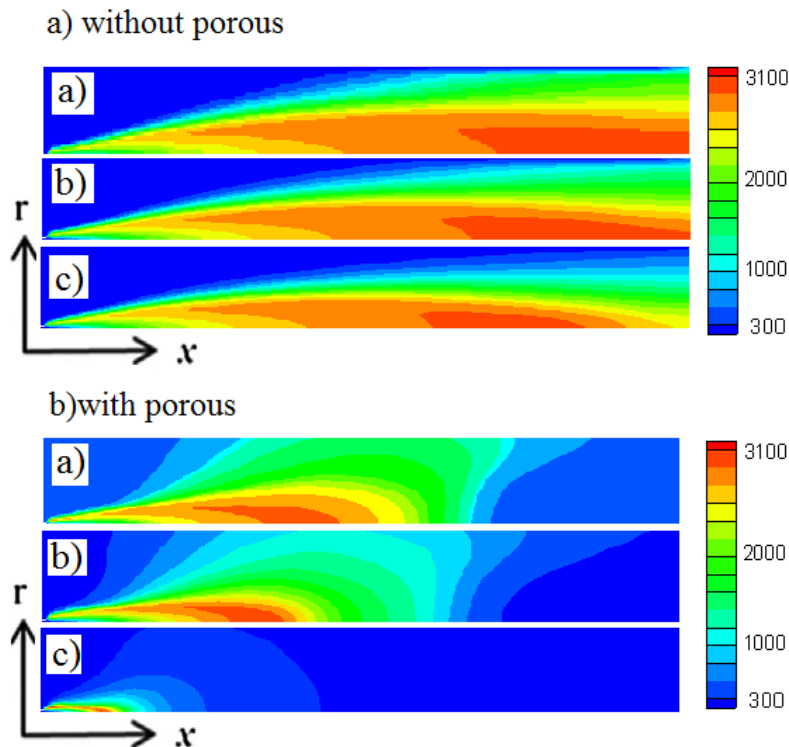 a) without porous
a)
b)
c)
r
x
3100
2000
1000
300
b)with porous
a)
b)
c)
r
x
3100
2000
1000
300